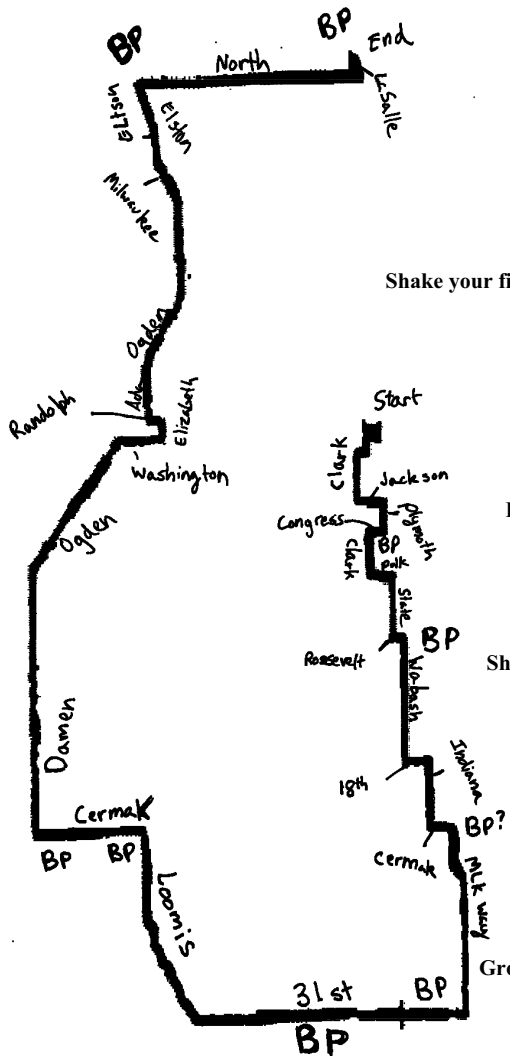 BP
BP
End
North
LaSalle
Elston
Elston
Milwaukee
Shake your fi
Ogden
Ada
Randolph
Elizabeth
Washington
Ogden
Start
Clark
Jackson
Plymoth
Congress
BP
Clark
Polk
State
Roosevelt
BP
Sh
Wabash
Indiana
18th
Damen
Cermak
BP
BP
BP?
Cermak
MLK Way
Loomis
31st
BP
Gro
BP